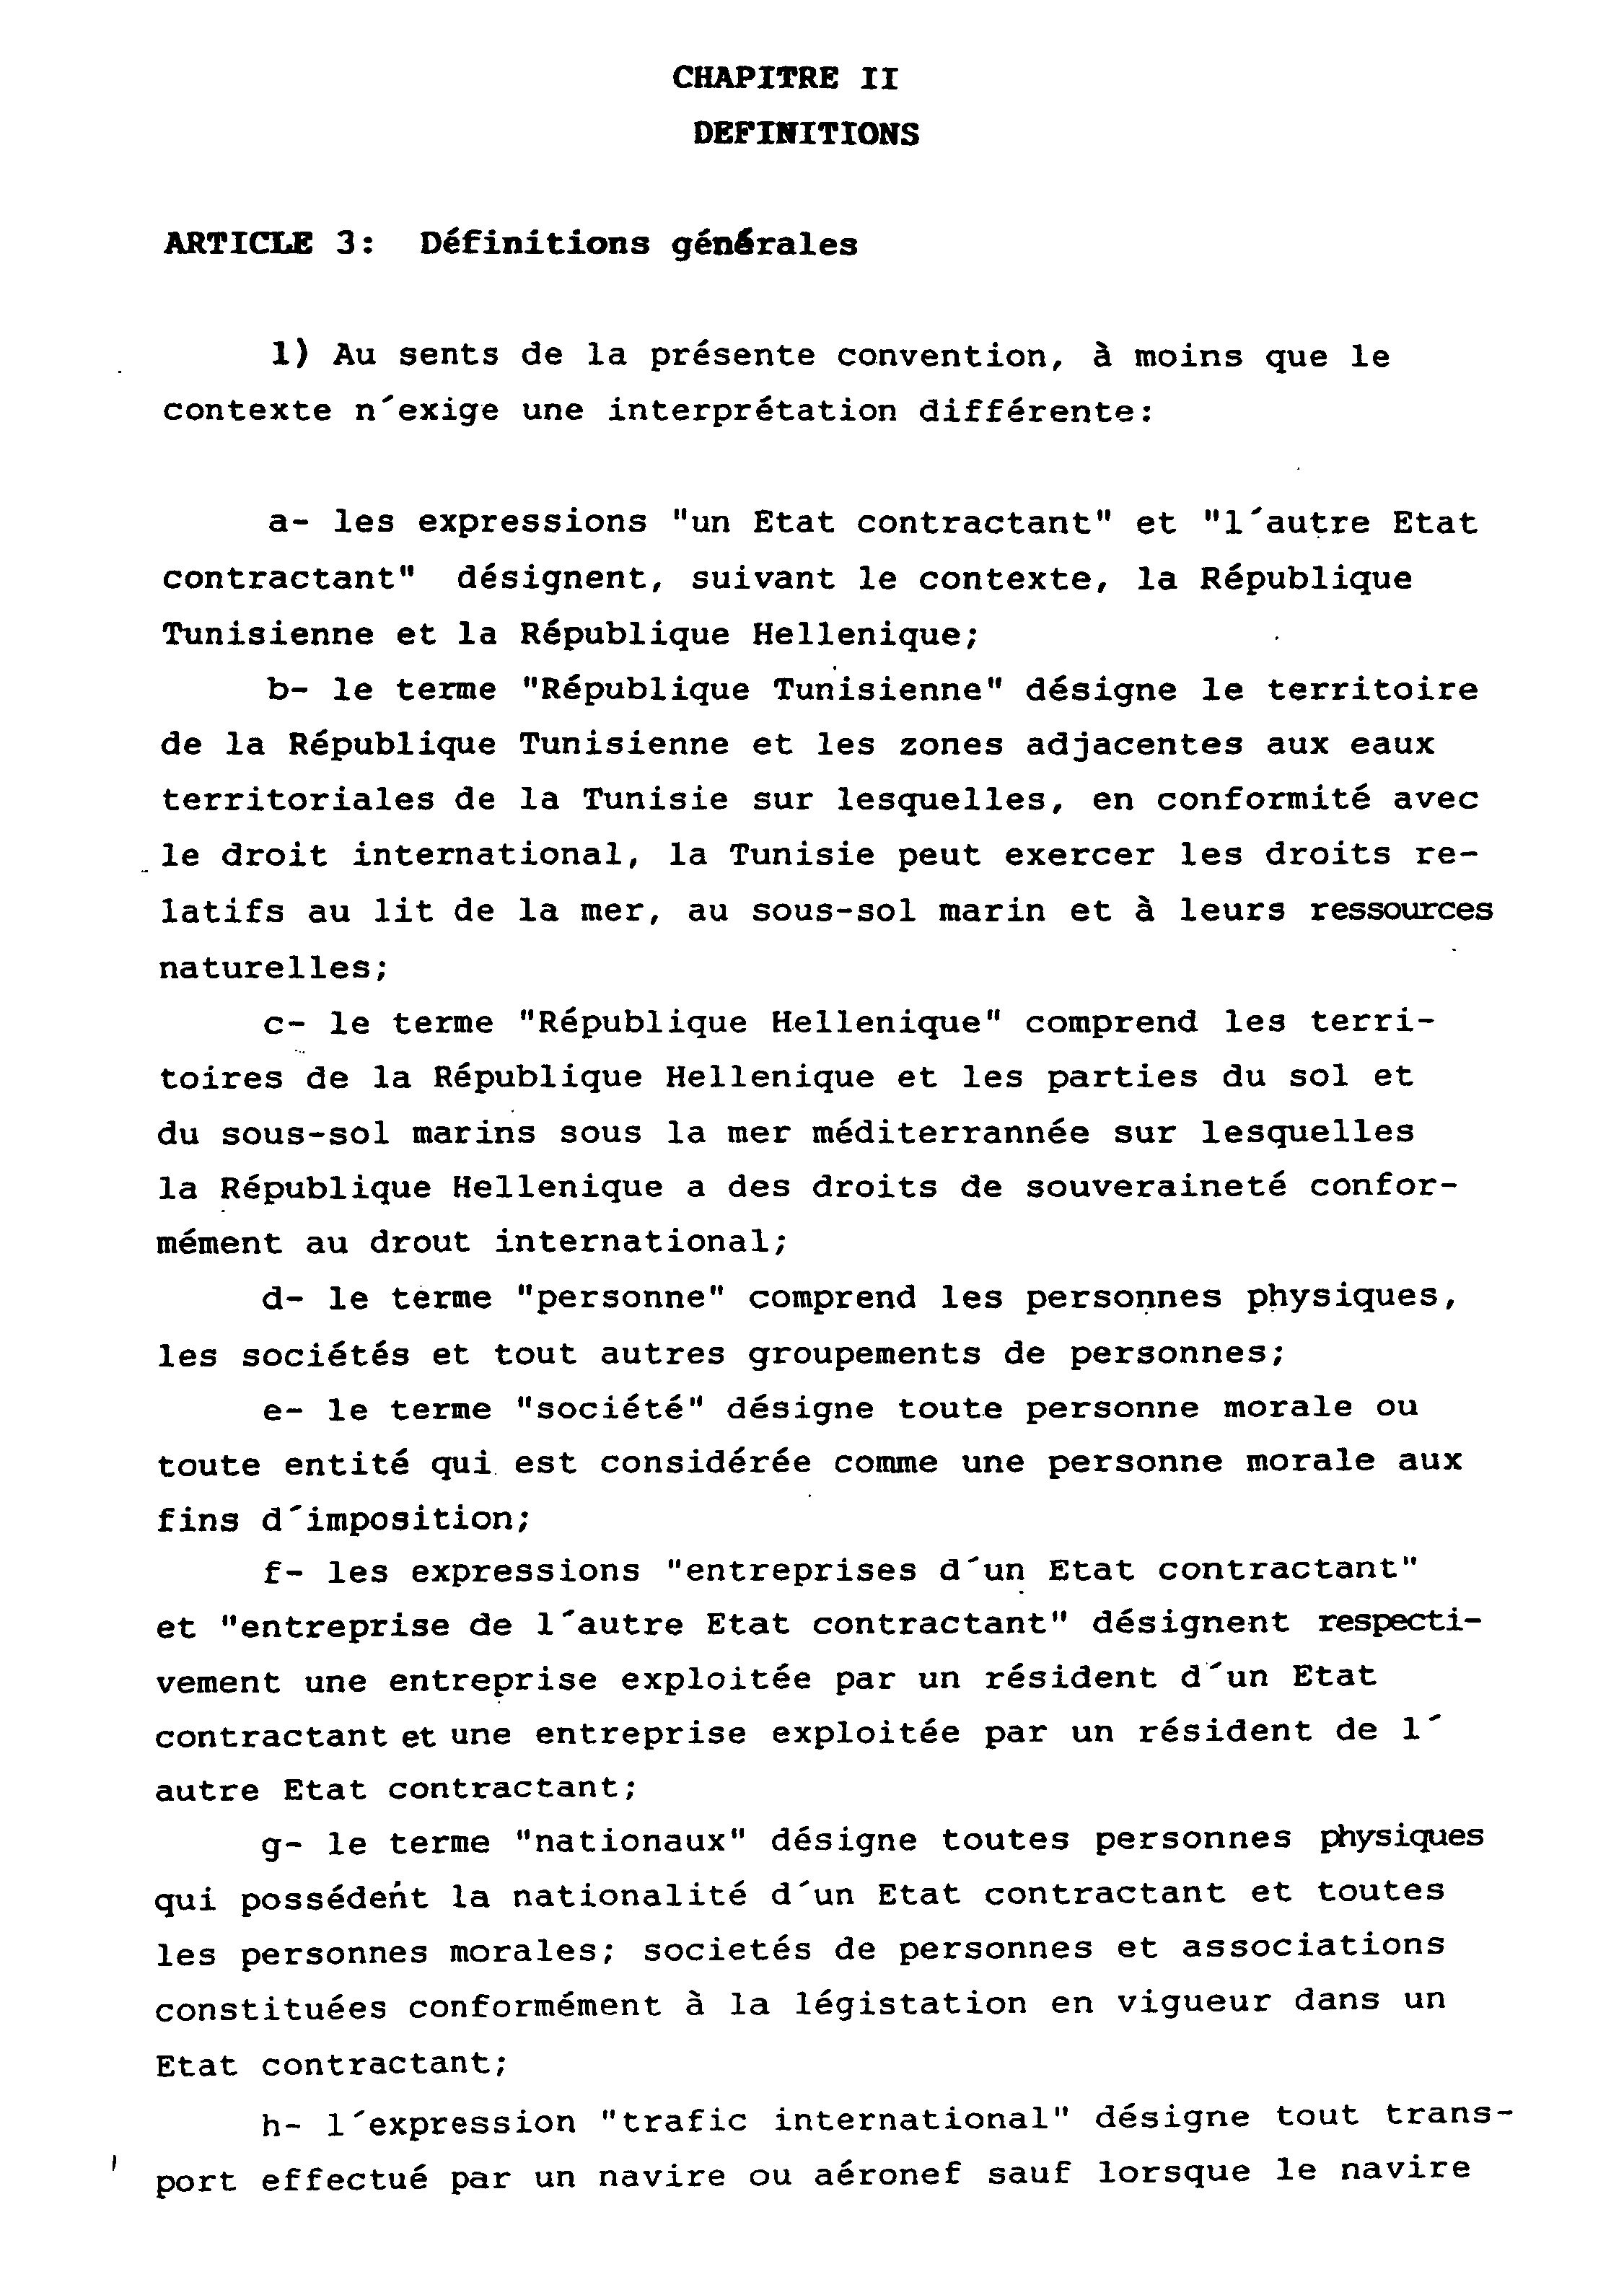 CHAPITRE II
DEFINITIONS
ARTICLE 3: Définitions générales
1) Au sents de la présente convention, à moins que le
contexte n´exige une interprétation différente:
a- les expressions "un Etat contractant" et "l´autre Etat
contractant" désignent, suivant le contexte, la République
Tunisienne et la République Hellenique;
b- le terme "République Tunisienne" désigne le territoire
de la République Tunisienne et les zones adjacentes aux eaux
territoriales de la Tunisie sur lesquelles, en conformité avec
le droit international, la Tunisie peut exercer les droits re-
latifs au lit de la mer, au sous-sol marin et à leurs ressources
naturelles;
c- le terme "République Hellenique" comprend les terri-
toires de la République Hellenique et les parties du sol et
du sous-sol marins sous la mer méditerrannée sur lesquelles
la République Hellenique a des droits de souveraineté confor-
mément au drout international;
d- le terme "personne" comprend les personnes physiques,
les sociétés et tout autres groupements de personnes;
e- le terme "société" désigne toute personne morale ou
toute entité qui est considérée comme une personne morale aux
fins d´imposition;
f- les expressions "entreprises d´un Etat contractant"
et "entreprise de l´autre Etat contractant" désignent respecti-
vement une entreprise exploitée par un résident d´un Etat
contractant et une entreprise exploitée par un résident de l´
autre Etat contractant;
g- le terme "nationaux" désigne toutes personnes physiques
qui possédent la nationalité d´un Etat contractant et toutes
les personnes morales; societés de personnes et associations
constituées conformément à la légistation en vigueur dans un
Etat contractant;
h- l´expression "trafic international" désigne tout trans-
port effectué par un navire ou aéronef sauf lorsque le navire